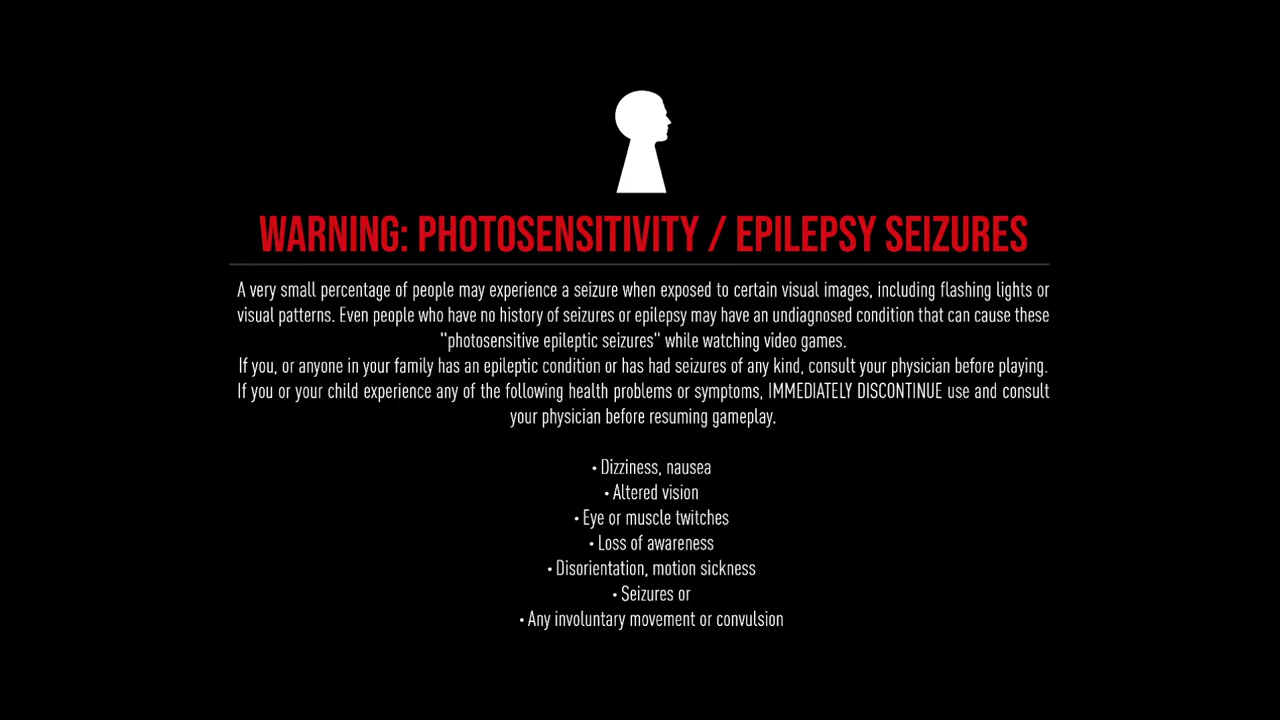 WARNING: PHOTOSENSITIVITY / EPILEPSY SEIZURES
A very small percentage of people may experience a seizure when exposed to certain visual images, including flashing lights or
visual patterns. Even people who have no history of seizures or epilepsy may have an undiagnosed condition that can cause these
"photosensitive epileptic seizures" while watching video games.
If you, or anyone in your family has an epileptic condition or has had seizures of any kind, consult your physician before playing.
If you or your child experience any of the following health problems or symptoms, IMMEDIATELY DISCONTINUE use and consult
your physician before resuming gameplay.
• Dizziness, nausea
• Altered vision
• Eye or muscle twitches
• Loss of awareness
• Disorientation, motion sickness
• Seizures or
• Any involuntary movement or convulsion